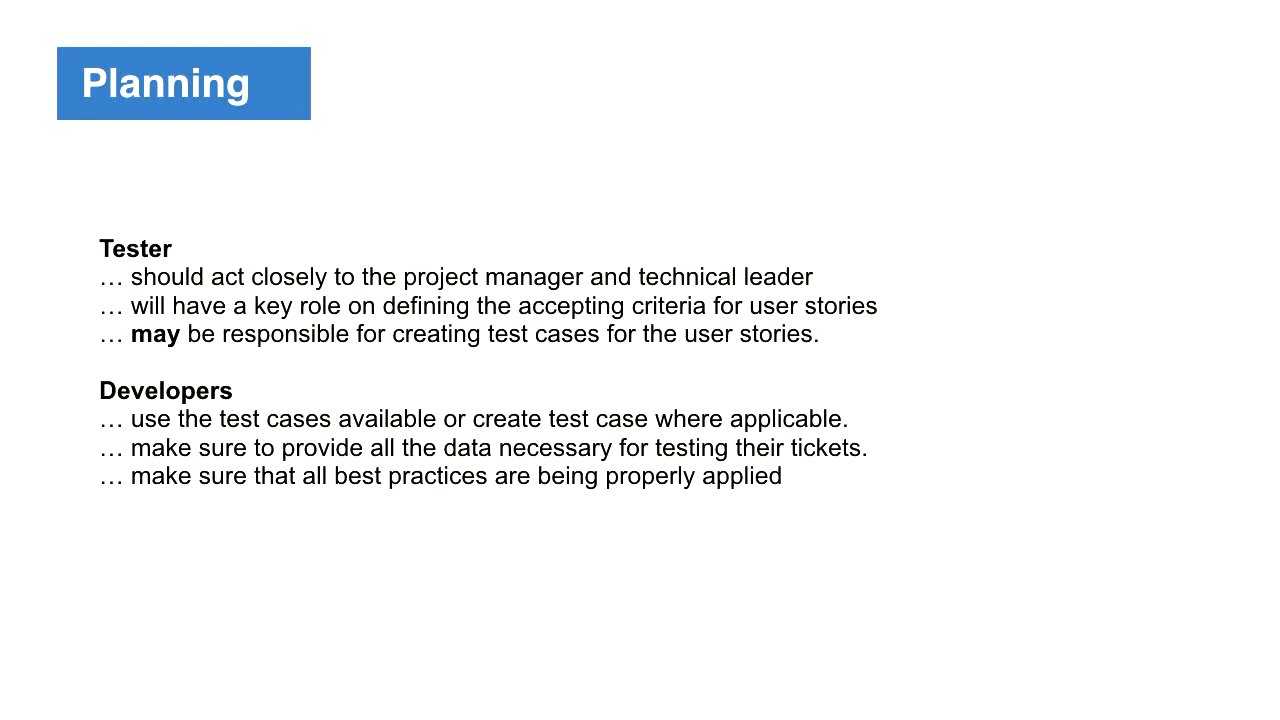 Planning
Tester
… should act closely to the project manager and technical leader
… will have a key role on defining the accepting criteria for user stories
… may be responsible for creating test cases for the user stories.
Developers
… use the test cases available or create test case where applicable.
… make sure to provide all the data necessary for testing their tickets.
… make sure that all best practices are being properly applied